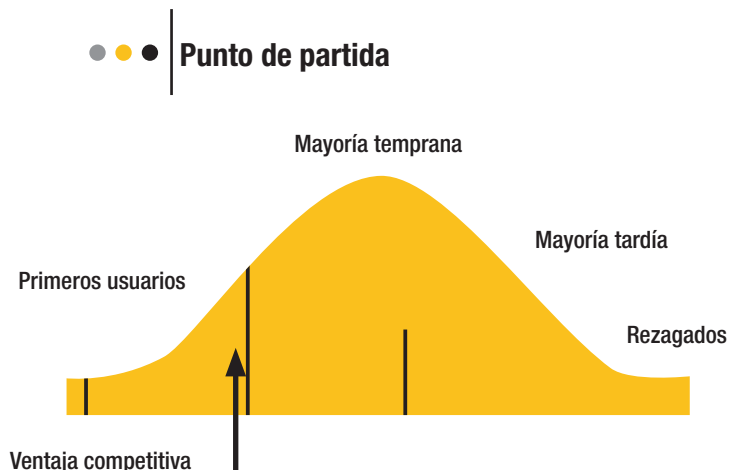 Punto de partida
Mayoría temprana
Mayoría tardía
Primeros usuarios
Rezagados
Ventaja competitiva